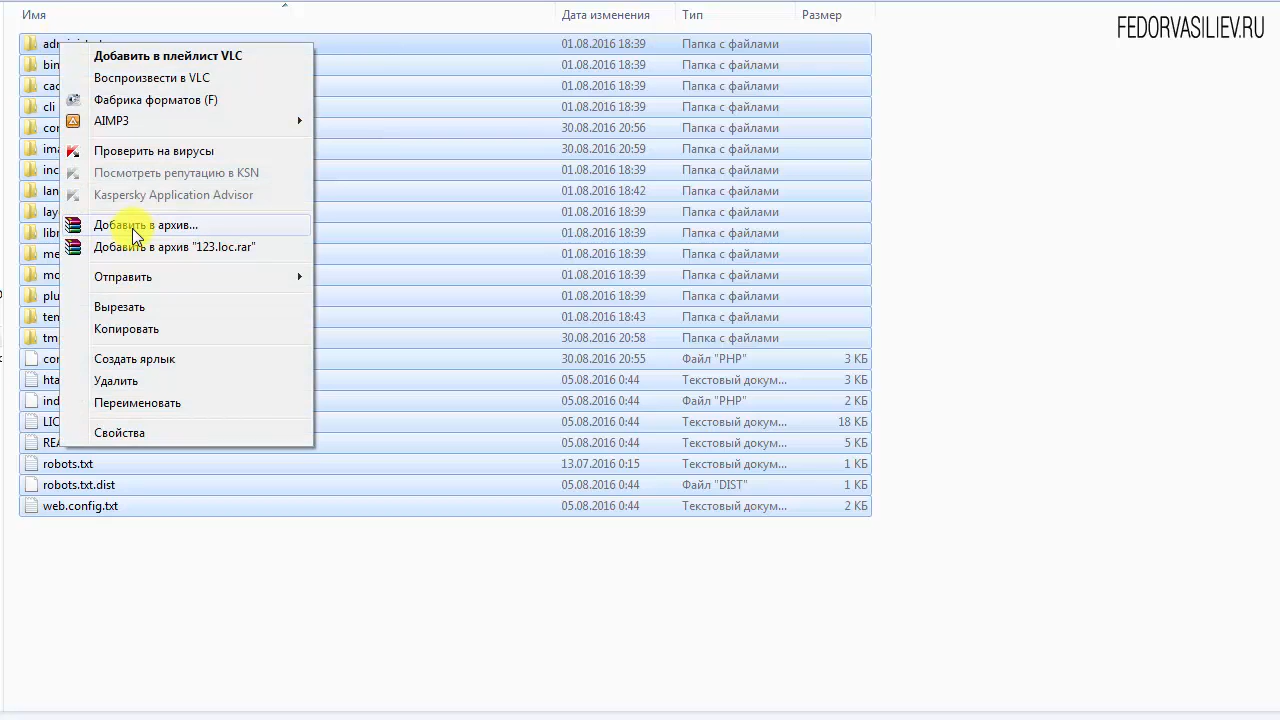 Имя Дата изменения Тип Размер
FEDORVASILIEV.RU
01.08.2016 18:39 Папка с файлами
Добавить в плейлист VLC
bin 01.08.2016 18:39 Папка с файлами
Воспроизвести в VLC
01.08.2016 18:39 Папка с файлами
Фабрика форматов (F)
cli 01.08.2016 18:39 Папка с файлами
AIMP3
30.08.2016 20:56 Папка с файлами
30.08.2016 20:59 Папка с файлами
Проверить на вирусы
01.08.2016 18:39 Папка с файлами
Посмотреть репутацию в KSN
01.08.2016 18:42 Папка с файлами
Kaspersky Application Advisor
01.08.2016 18:39 Папка с файлами
Добавить в архив...
01.08.2016 18:39 Папка с файлами
Добавить в архив "123.loc.rar"
01.08.2016 18:39 Папка с файлами
01.08.2016 18:39 Папка с файлами
Отправить
01.08.2016 18:39 Папка с файлами
Вырезать
01.08.2016 18:43 Папка с файлами
Копировать
30.08.2016 20:58 Папка с файлами
Создать ярлык
30.08.2016 20:55 Файл "PHP" 3 КБ
Удалить
05.08.2016 0:44 Текстовый докум... 3 КБ
Переименовать
05.08.2016 0:44 Файл "PHP" 2 КБ
05.08.2016 0:44 Текстовый докум... 18 КБ
Свойства
05.08.2016 0:44 Текстовый докум... 5 КБ
robots.txt 13.07.2016 0:15 Текстовый докум... 1 КБ
robots.txt.dist 05.08.2016 0:44 Файл "DIST" 1 КБ
web.config.txt 05.08.2016 0:44 Текстовый докум... 2 КБ